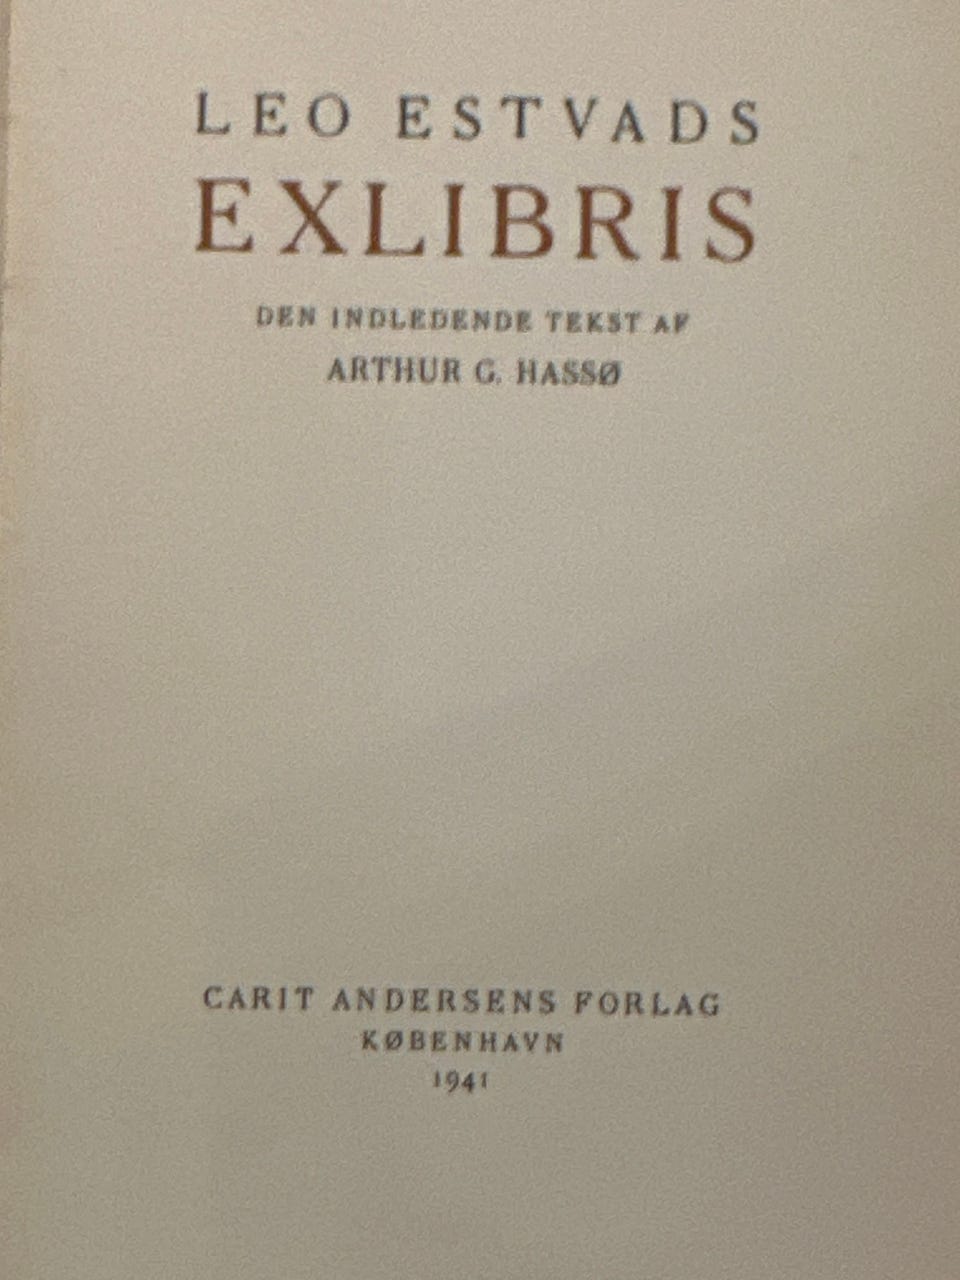 LEO ESTVADS
EXLIBRIS
DEN INDLEDENDE TEKST AF
ARTHUR G. HASSØ
CARIT ANDERSENS FORLAG
KØBENHAVN
1941